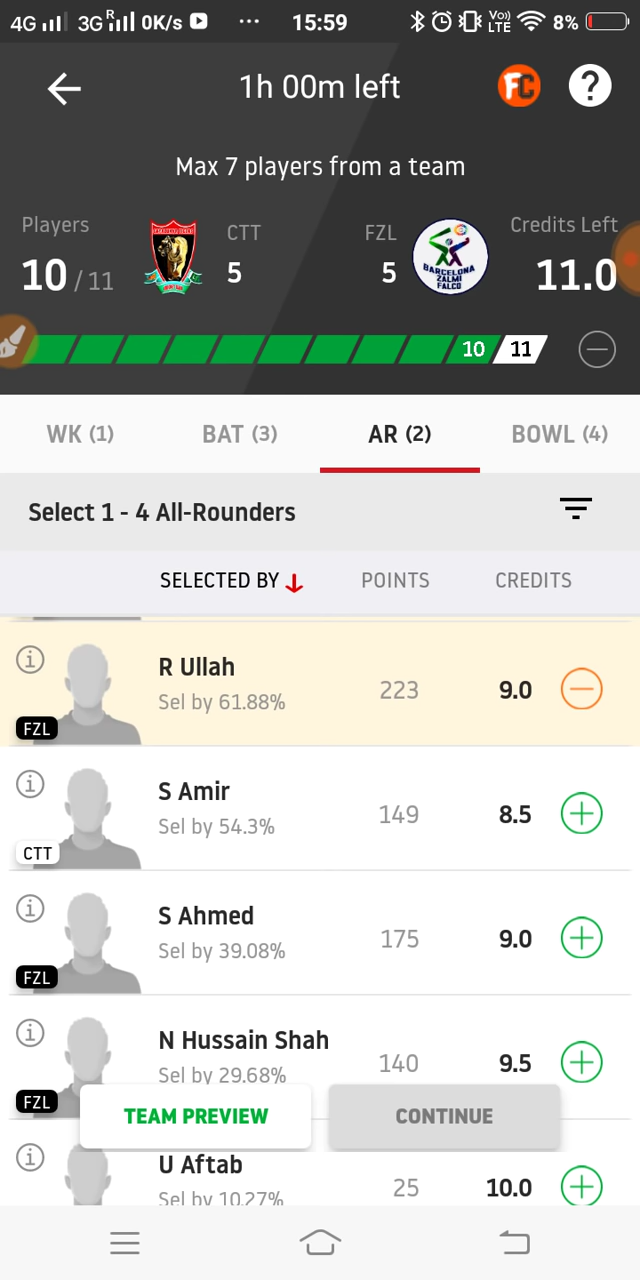 4G 3G R 0K/s ... 15:59 Vo) LTE 8%
1h 00m left FC ?
Max 7 players from a team
Players CTT FZL Credits Left
10 / 11 5 5 11.0
BARCELONA
ZALMI
FALCO
10 11
WK (1) BAT (3) AR (2) BOWL (4)
Select 1 - 4 All-Rounders
SELECTED BY POINTS CREDITS
R Ullah
Sel by 61.88% 223 9.0
FZL
S Amir
Sel by 54.3% 149 8.5
CTT
S Ahmed
Sel by 39.08% 175 9.0
FZL
N Hussain Shah
Sel by 29.68% 140 9.5
FZL
TEAM PREVIEW CONTINUE
U Aftab
Sel by 10.27% 25 10.0